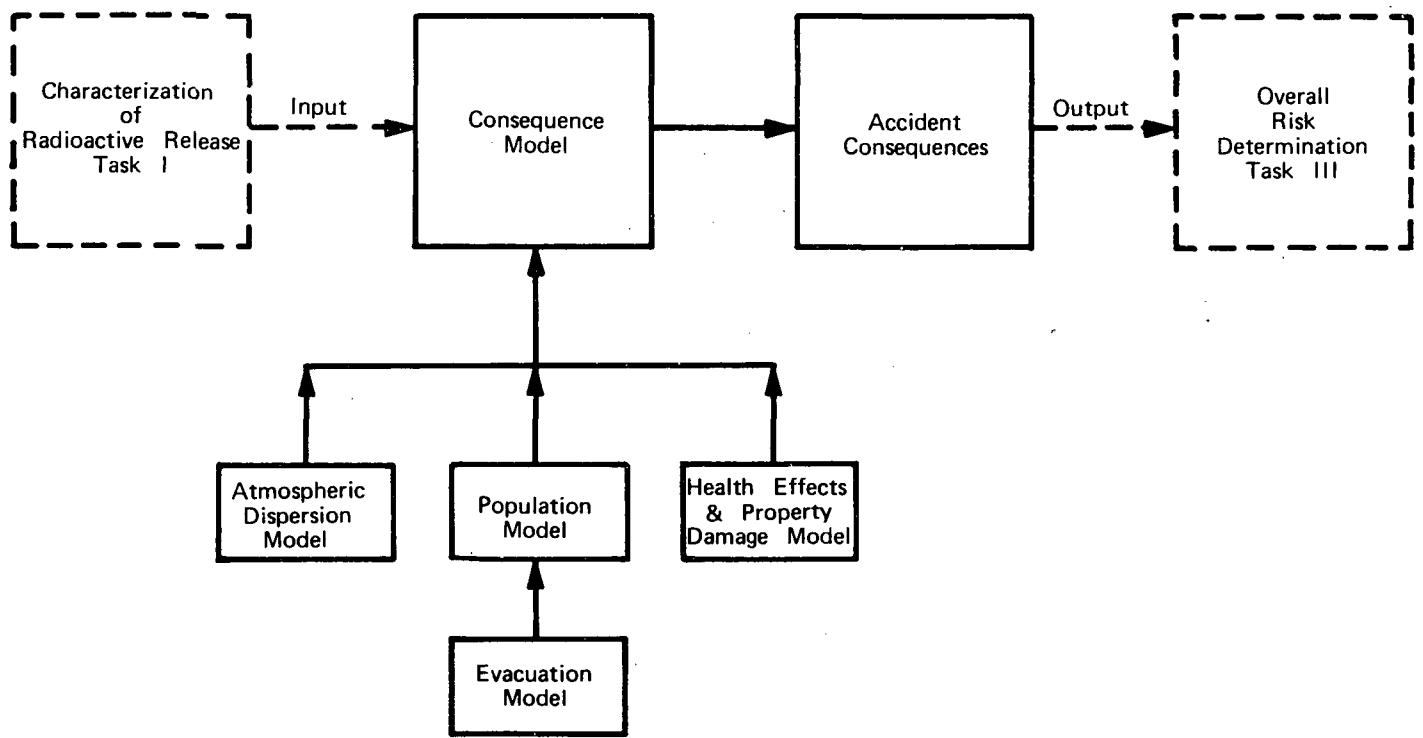 Characterization
of
Radioactive Release
Task I
Input
Consequence
Model
Accident
Consequences
Output
Overall
Risk
Determination
Task III
Atmospheric
Dispersion
Model
Population
Model
Health Effects
& Property
Damage Model
Evacuation
Model